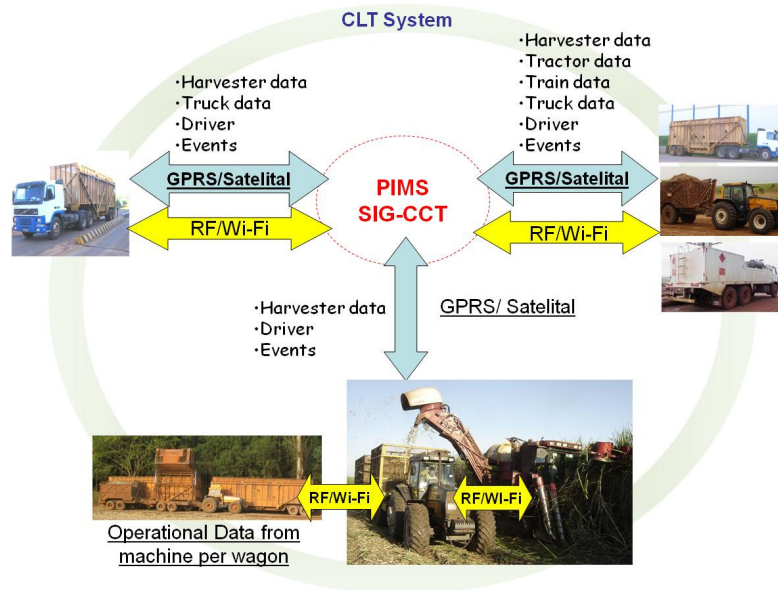 CLT System
•Harvester data
•Truck data
•Driver
•Events
GPRS/Satelital
RF/Wi-Fi
PIMS
SIG-CCT
•Harvester data
•Tractor data
•Train data
•Truck data
•Driver
•Events
GPRS/Satelital
RF/Wi-Fi
•Harvester data
•Driver
•Events
GPRS/ Satelital
RF/Wi-Fi
RF/WI-Fi
Operational Data from
machine per wagon